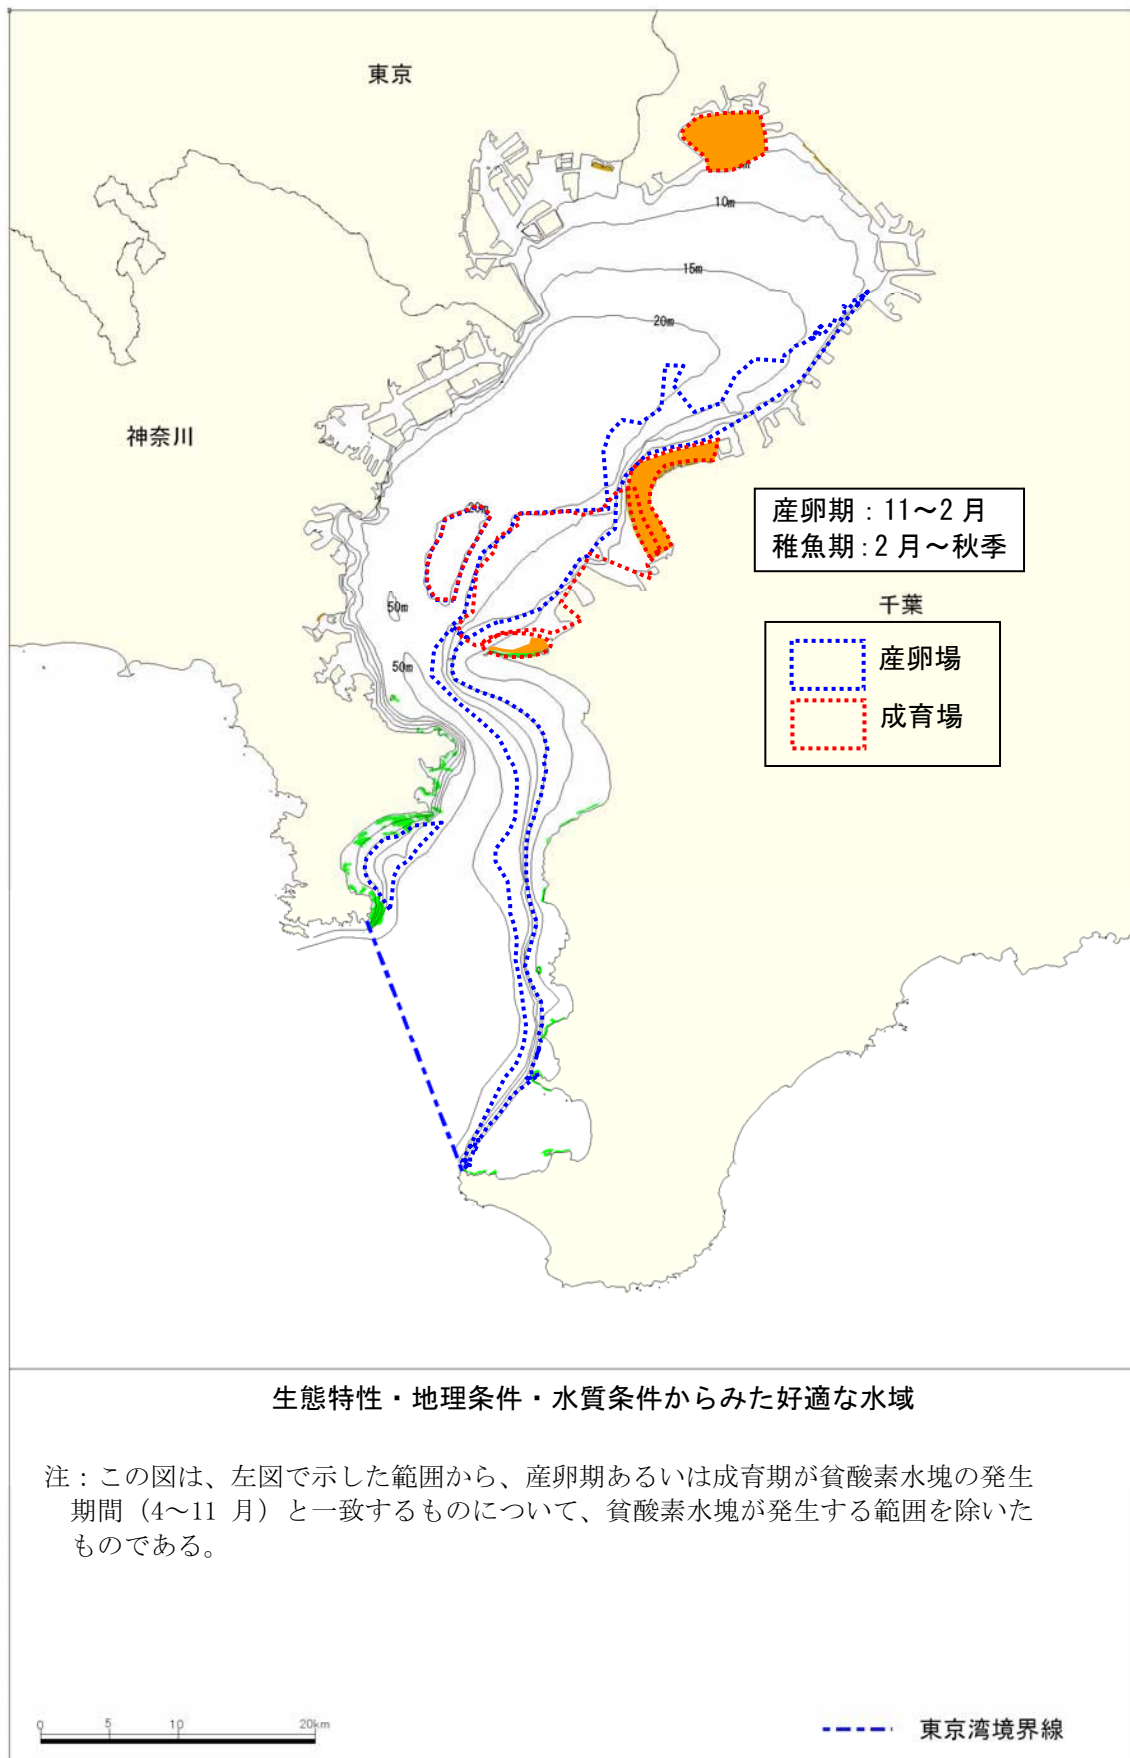 東京
10m
15m
20m
神奈川
20m
産卵期：11～2 月
稚魚期：2 月～秋季
千葉
50m
産卵場
50m
成育場
生態特性・地理条件・水質条件からみた好適な水域
注：この図は、左図で示した範囲から、産卵期あるいは成育期が貧酸素水塊の発生
期間（4～11 月）と一致するものについて、貧酸素水塊が発生する範囲を除いた
ものである。
0 5 10 20km
東京湾境界線